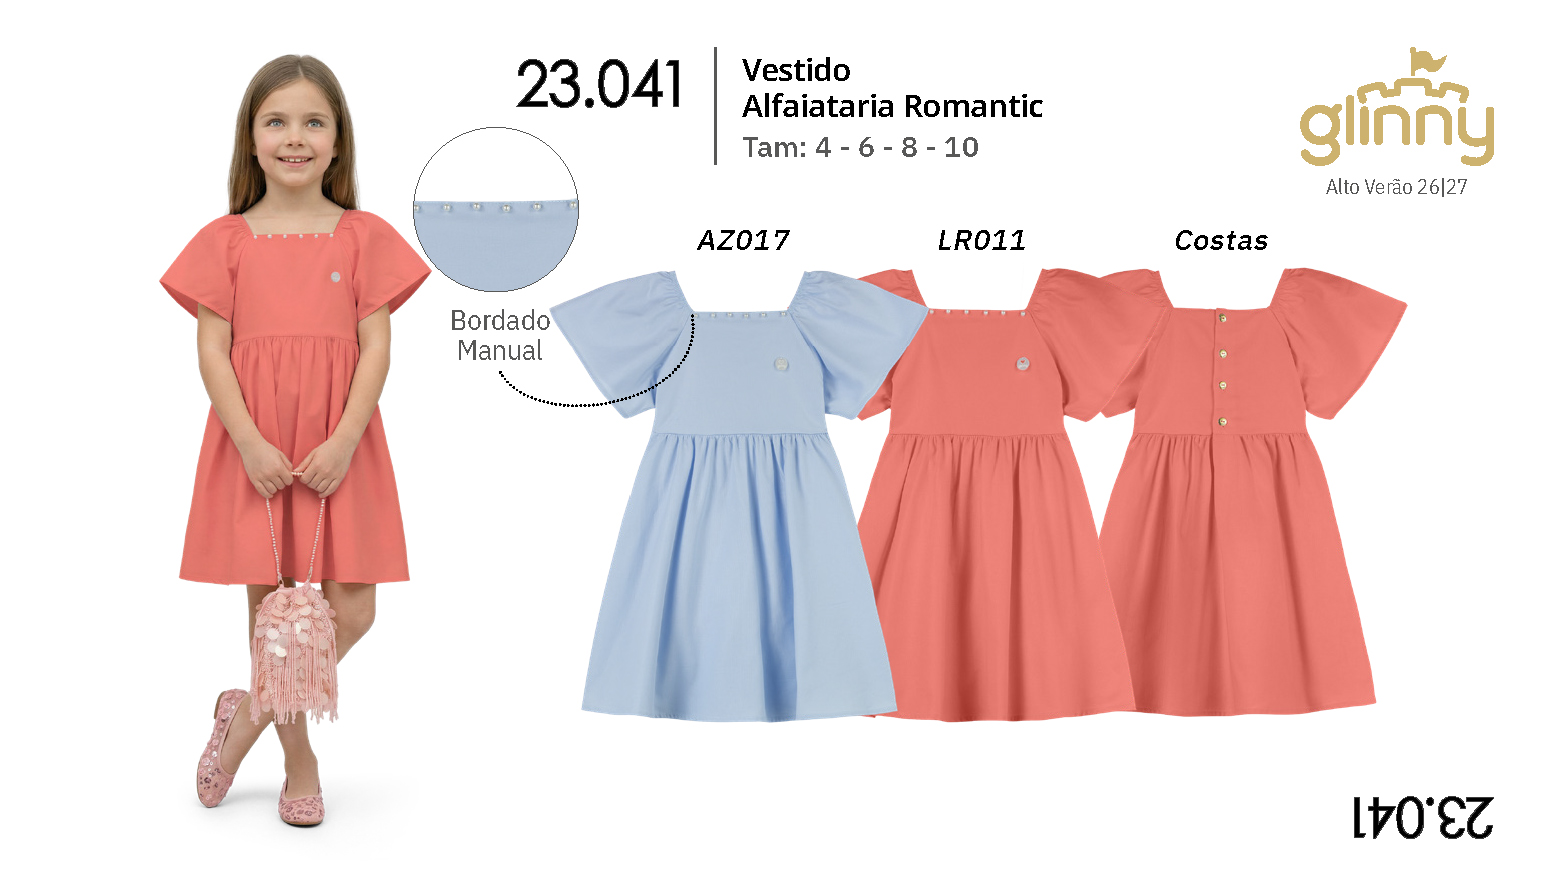 23.041
Vestido
Alfaiataria Romantic
Tam: 4 - 6 - 8 - 10
glinny
Alto Verão 26|27
AZ017
LR011
Costas
Bordado
Manual
23.041